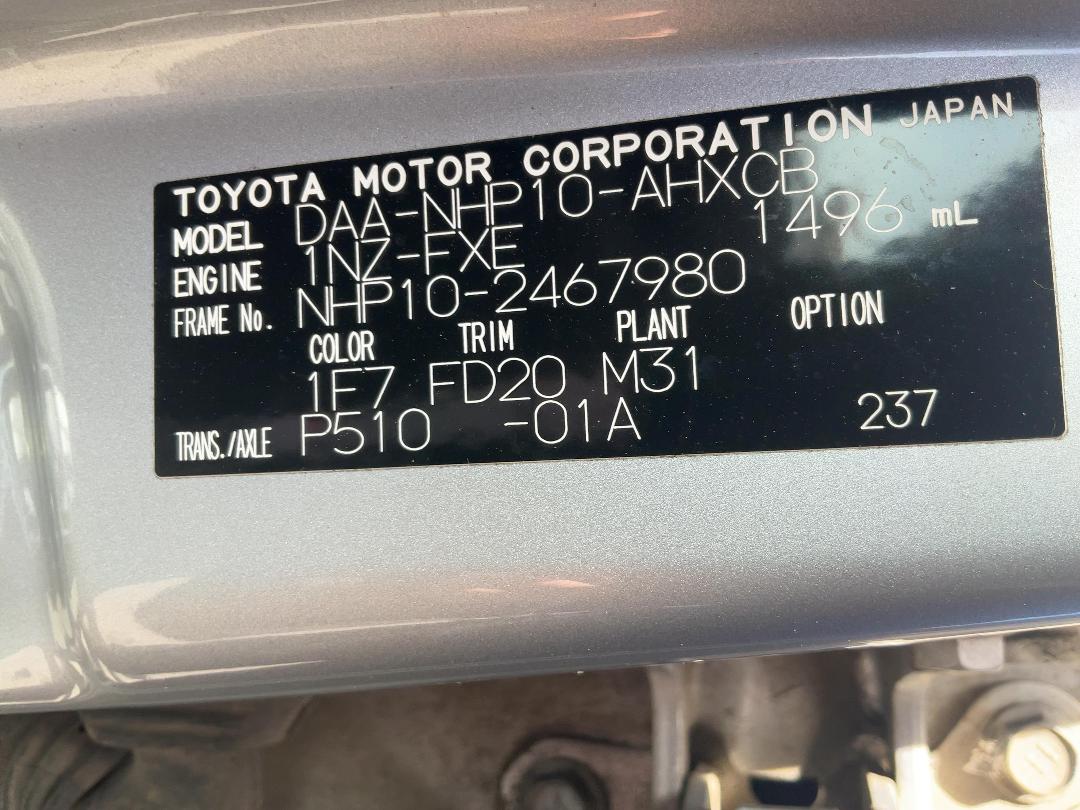 TOYOTA MOTOR CORPORATION JAPAN
MODEL DAA-NHP10-AHXCB
ENGINE 1NZ-FXE 1496 mL
FRAME No. NHP10-2467980
COLOR TRIM PLANT OPTION
1F7 FD20 M31
TRANS./AXLE P510 -01A 237